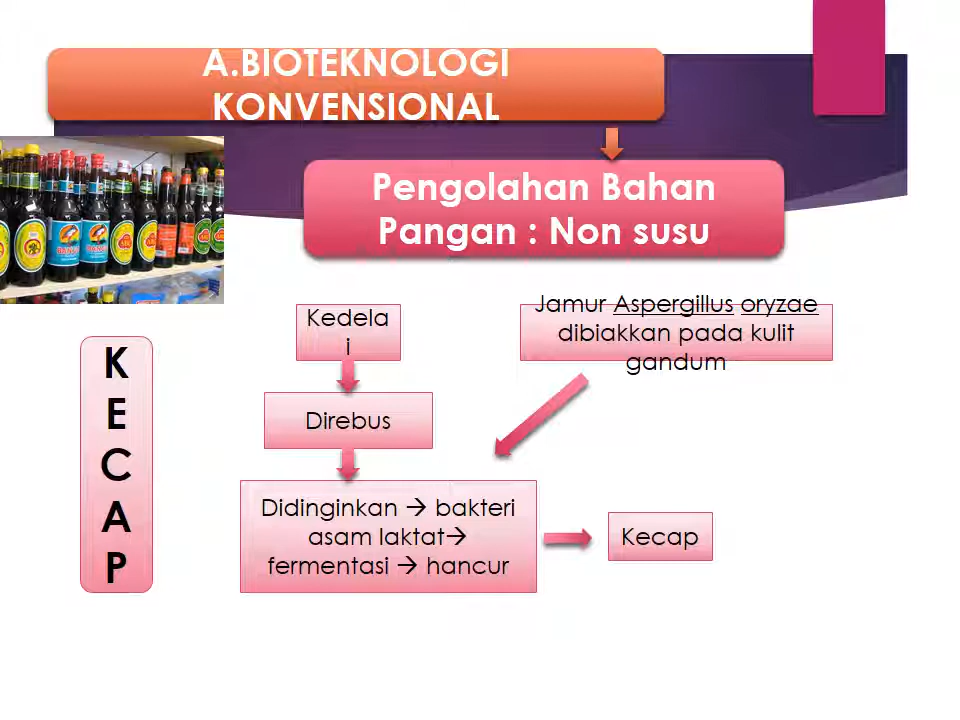 A.BIOTEKNOLOGI
KONVENSIONAL
Pengolahan Bahan
Pangan : Non susu
Kedela
i
Jamur Aspergillus oryzae
dibiakkan pada kulit
gandum
Direbus
Didinginkan → bakteri
asam laktat→
fermentasi → hancur
Kecap
K
E
C
A
P